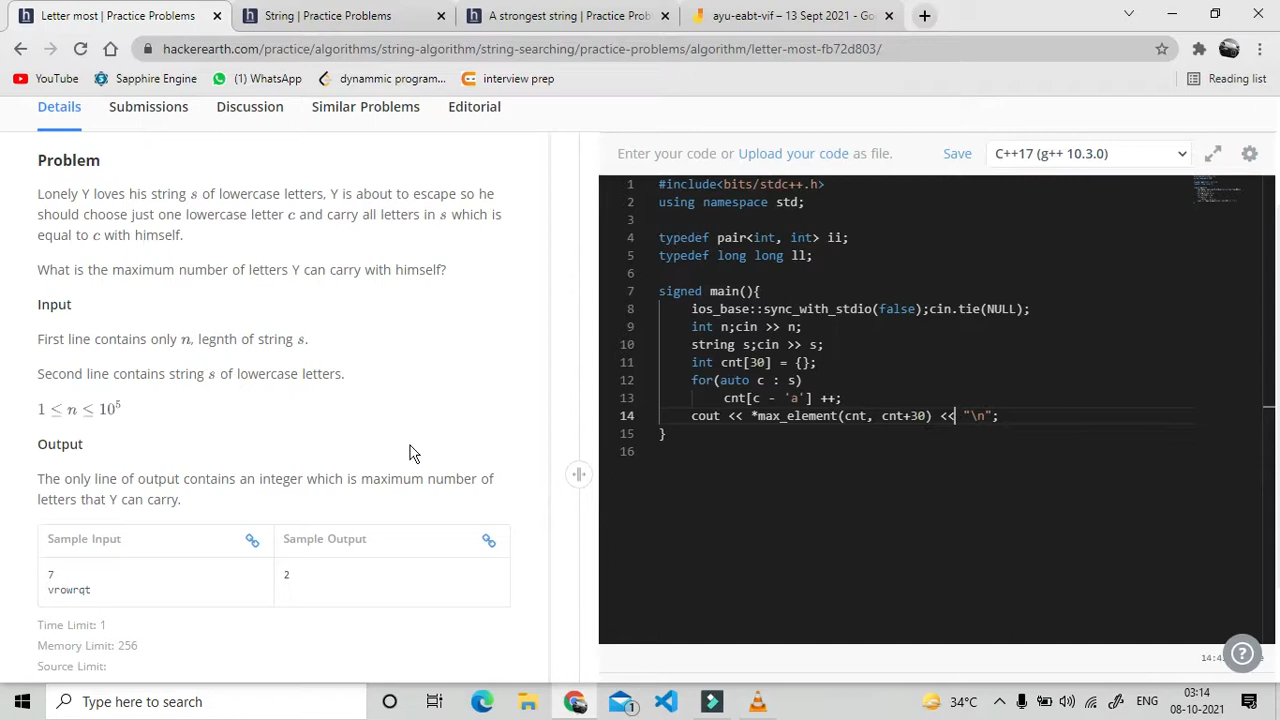 Letter most | Practice Problems
String | Practice Problems
A strongest string | Practice Prob
ayu-eabt-vif – 13 Sept 2021 - Goo
hackerearth.com/practice/algorithms/string-algorithm/string-searching/practice-problems/algorithm/letter-most-fb72d803/
YouTube
Sapphire Engine
(1) WhatsApp
dynammic program...
interview prep
Reading list
Details
Submissions
Discussion
Similar Problems
Editorial
Problem
Lonely Y loves his string s of lowercase letters, Y is about to escape so he
should choose just one lowercase letter c and carry all letters in s which is
equal to c with himself.
What is the maximum number of letters Y can carry with himself?
Input
First line contains only n, legnth of string s.
Second line contains string s of lowercase letters.
1 ≤ n ≤ 10⁵
Output
The only line of output contains an integer which is maximum number of
letters that Y can carry.
Sample Input
Sample Output
7
vrowrqt
2
Time Limit: 1
Memory Limit: 256
Source Limit:
Enter your code or Upload your code as file.
Save
C++17 (g++ 10.3.0)
1 #include<bits/stdc++.h>
2 using namespace std;
3
4 typedef pair<int, int> ii;
5 typedef long long ll;
6
7 signed main(){
8 ios_base::sync_with_stdio(false);cin.tie(NULL);
9 int n;cin >> n;
10 string s;cin >> s;
11 int cnt[30] = {};
12 for(auto c : s)
13 cnt[c - 'a'] ++;
14 cout << *max_element(cnt, cnt+30) << "\n";
15 }
16
?
Type here to search
1
34°C
ENG
03:14
08-10-2021